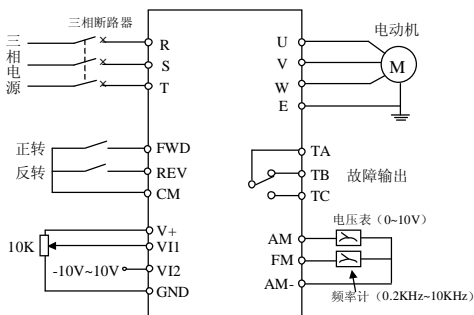 三相断路器
三相电源
R
S
T
正转
FWD
反转
REV
CM
10K
V+
VI1
-10V~10V
VI2
GND
U
V
W
E
电动机
M
TA
TB
TC
故障输出
电压表（0~10V）
AM
FM
AM-
频率计（0.2KHz~10KHz）